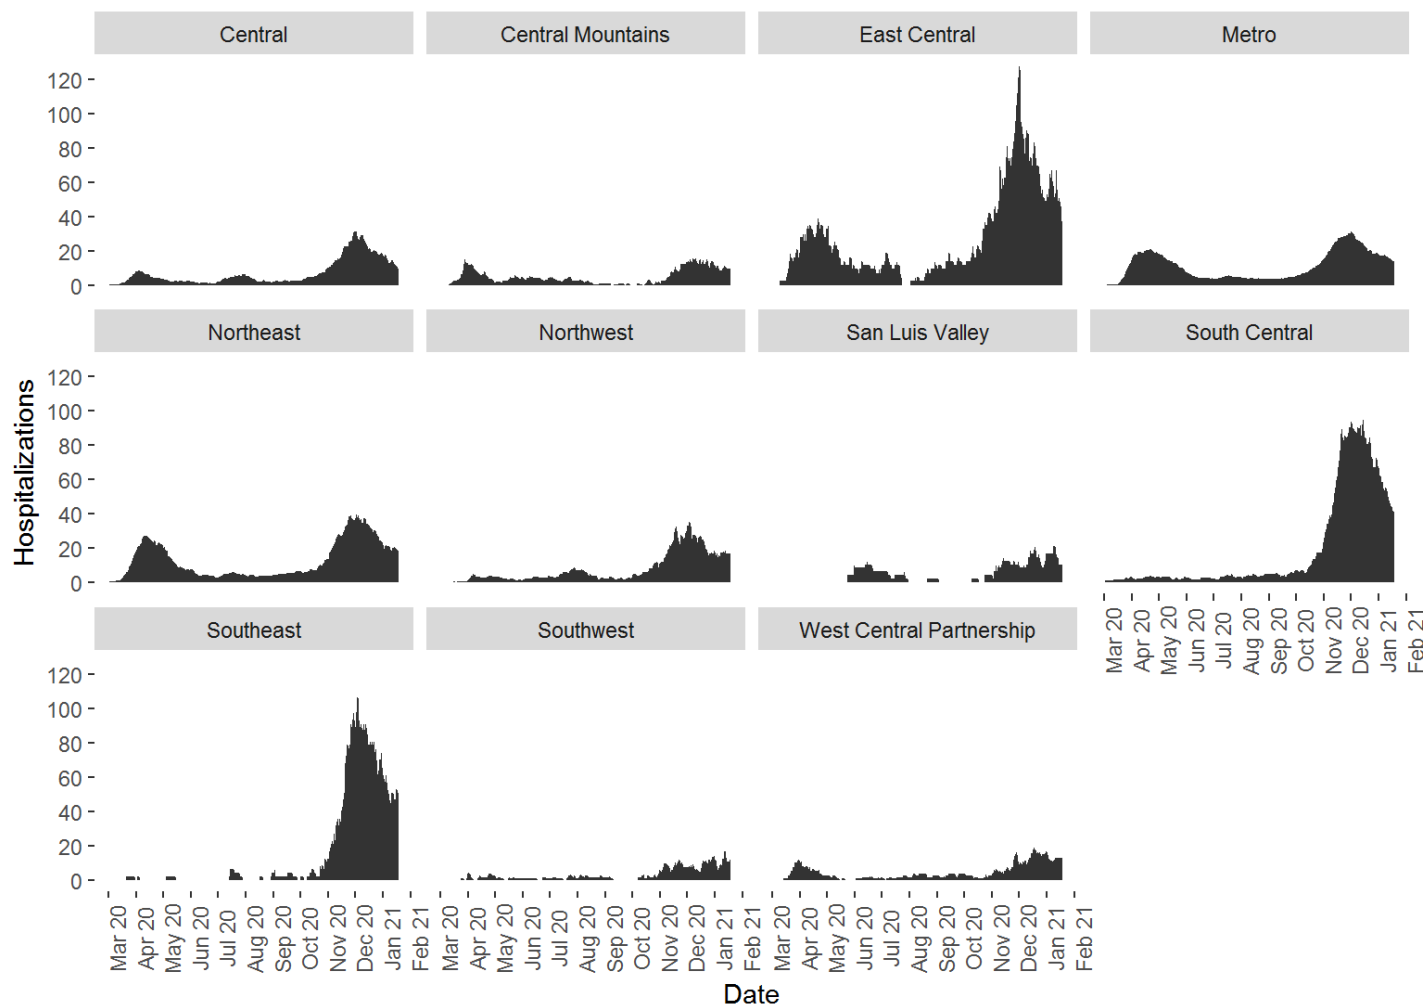 Central Central Mountains East Central Metro
120
100
80
60
40
20
0
Northeast Northwest San Luis Valley South Central
120
100
80
60
40
20
0
Hospitalizations
Mar 20 Apr 20 May 20 Jun 20 Jul 20 Aug 20 Sep 20 Oct 20 Nov 20 Dec 20 Jan 21 Feb 21
Southeast Southwest West Central Partnership
120
100
80
60
40
20
0
Mar 20 Apr 20 May 20 Jun 20 Jul 20 Aug 20 Sep 20 Oct 20 Nov 20 Dec 20 Jan 21 Feb 21
Mar 20 Apr 20 May 20 Jun 20 Jul 20 Aug 20 Sep 20 Oct 20 Nov 20 Dec 20 Jan 21 Feb 21
Mar 20 Apr 20 May 20 Jun 20 Jul 20 Aug 20 Sep 20 Oct 20 Nov 20 Dec 20 Jan 21 Feb 21
Date